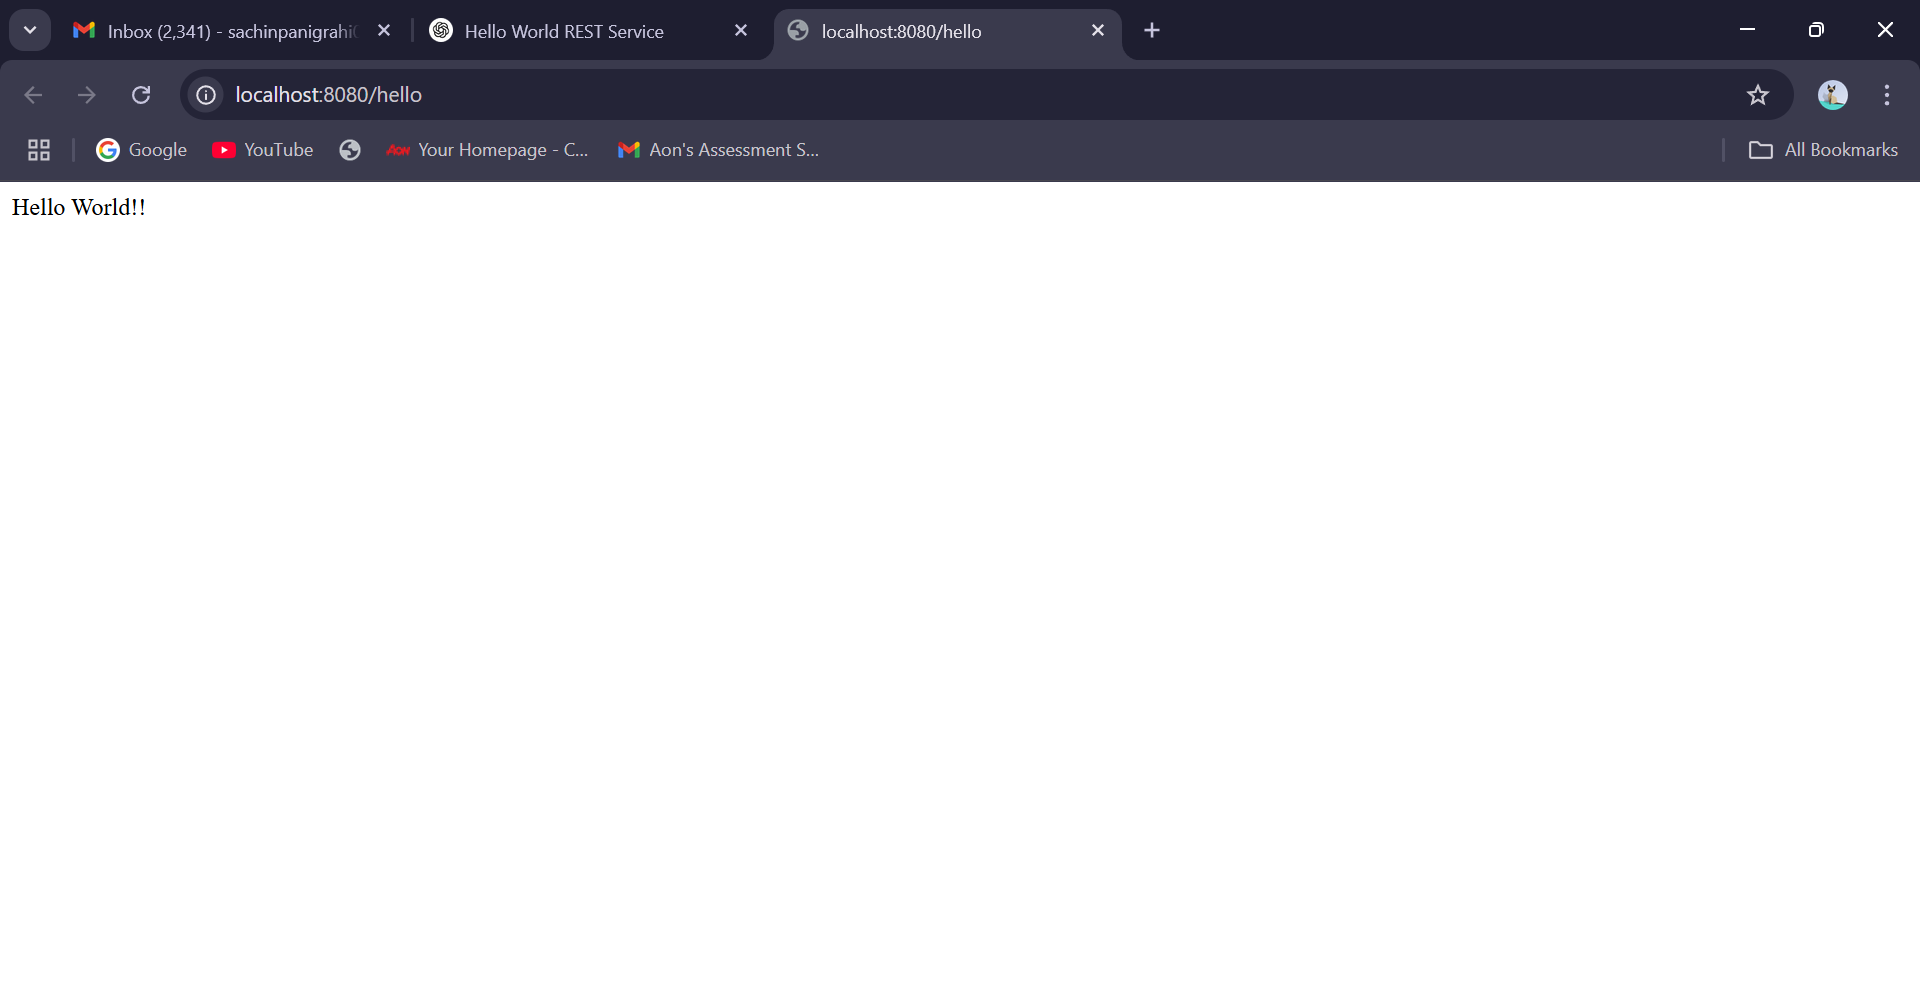 Inbox (2,341) - sachinpanigrahi
Hello World REST Service
localhost:8080/hello
localhost:8080/hello
Google
YouTube
AON
Your Homepage - C...
Aon's Assessment S...
All Bookmarks
Hello World!!